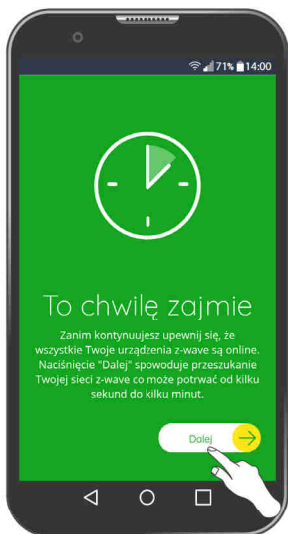 71% 14:00
To chwilę zajmie
Zanim kontynuujesz upewnij się, że
wszystkie Twoje urządzenia z-wave są online.
Naciśnięcie "Dalej" spowoduje przeszukanie
Twojej sieci z-wave co może potrwać od kilku
sekund do kilku minut.
Dalej